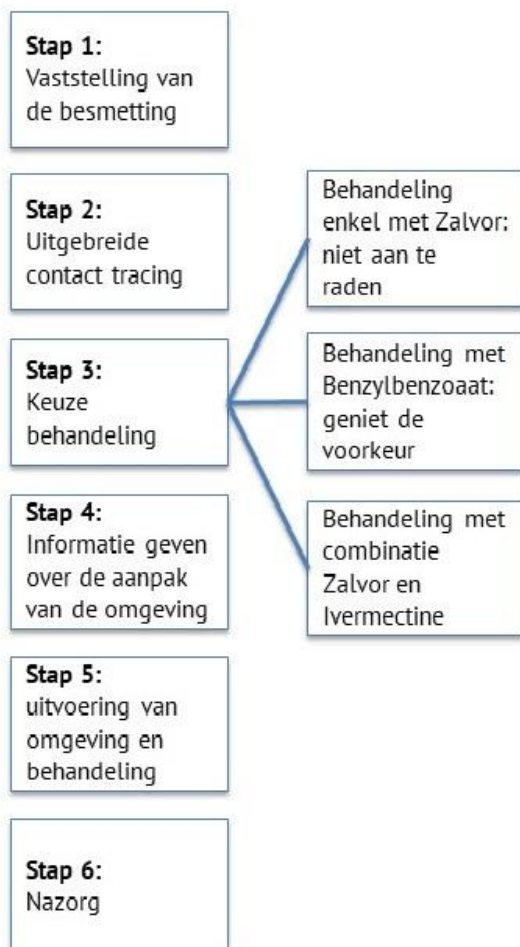 Stap 1:
Vaststelling van
de besmetting
Stap 2:
Uitgebreide
contact tracing
Stap 3:
Keuze
behandeling
Behandeling
enkel met Zalvor:
niet aan te
raden
Behandeling met
Benzylbenzoaat:
geniet de
voorkeur
Behandeling met
combinatie
Zalvor en
Ivermectine
Stap 4:
Informatie geven
over de aanpak
van de omgeving
Stap 5:
uitvoering van
omgeving en
behandeling
Stap 6:
Nazorg